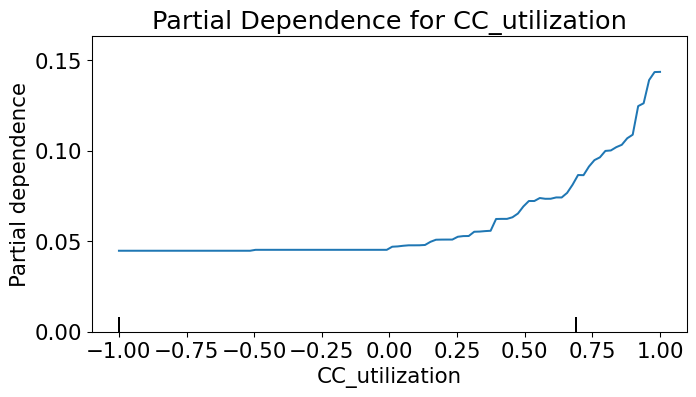 Partial Dependence for CC_utilization
Partial dependence
0.15
0.10
0.05
0.00
−1.00 −0.75 −0.50 −0.25 0.00 0.25 0.50 0.75 1.00
CC_utilization